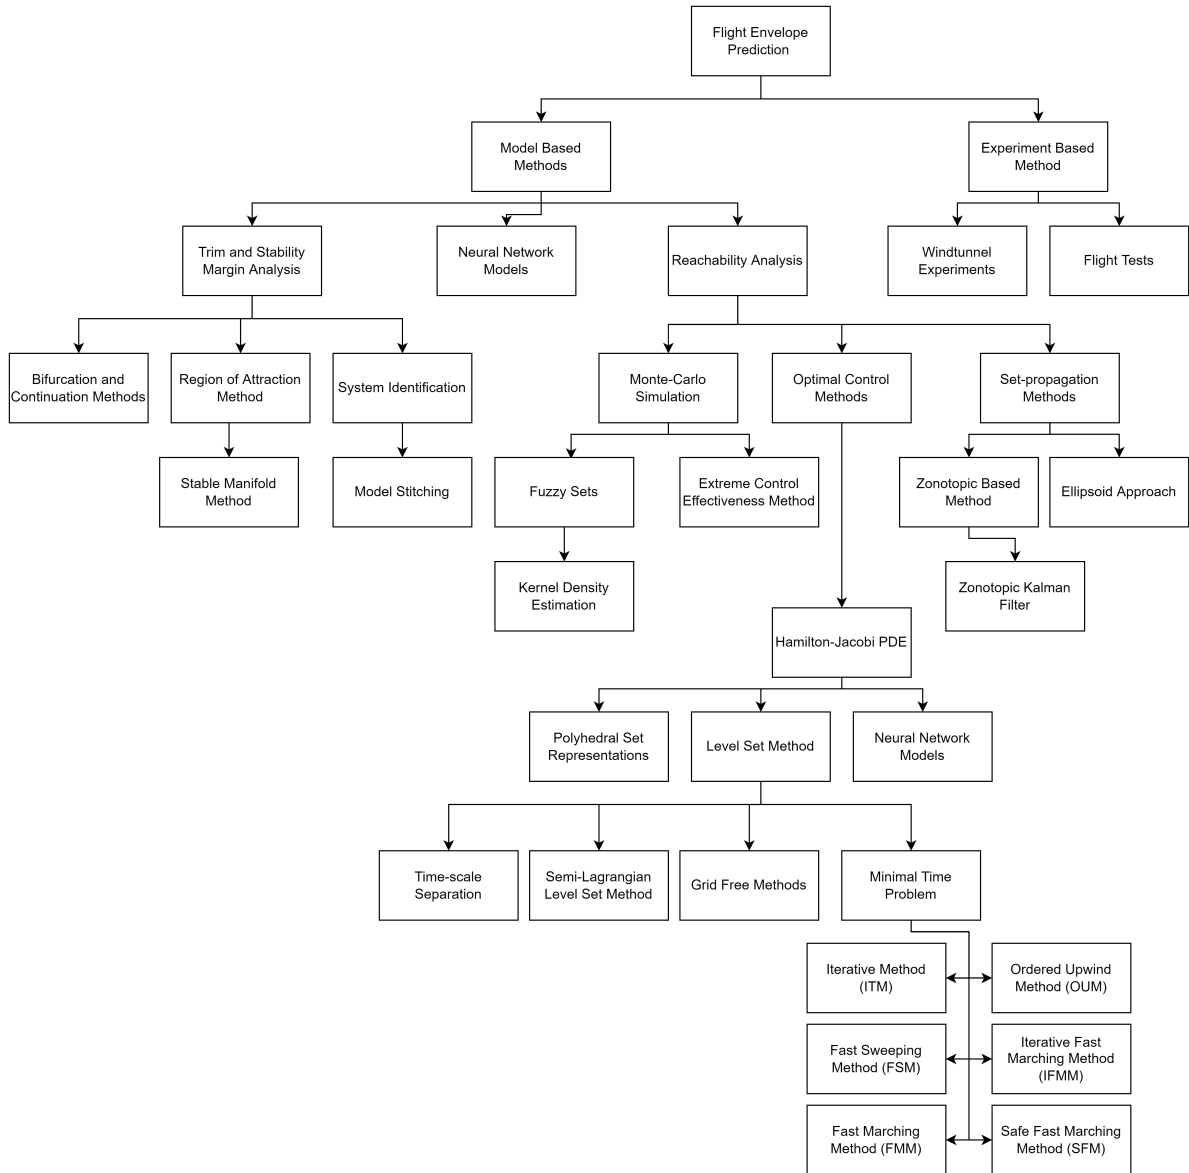 Flight Envelope
Prediction
Model Based
Methods
Experiment Based
Method
Trim and Stability
Margin Analysis
Neural Network
Models
Reachability Analysis
Windtunnel
Experiments
Flight Tests
Bifurcation and
Continuation Methods
Region of Attraction
Method
System Identification
Monte-Carlo
Simulation
Optimal Control
Methods
Set-propagation
Methods
Stable Manifold
Method
Model Stitching
Fuzzy Sets
Extreme Control
Effectiveness Method
Zonotopic Based
Method
Ellipsoid Approach
Kernel Density
Estimation
Zonotopic Kalman
Filter
Hamilton-Jacobi PDE
Polyhedral Set
Representations
Level Set Method
Neural Network
Models
Time-scale
Separation
Semi-Lagrangian
Level Set Method
Grid Free Methods
Minimal Time
Problem
Iterative Method
(ITM)
Ordered Upwind
Method (OUM)
Fast Sweeping
Method (FSM)
Iterative Fast
Marching Method
(IFMM)
Fast Marching
Method (FMM)
Safe Fast Marching
Method (SFM)